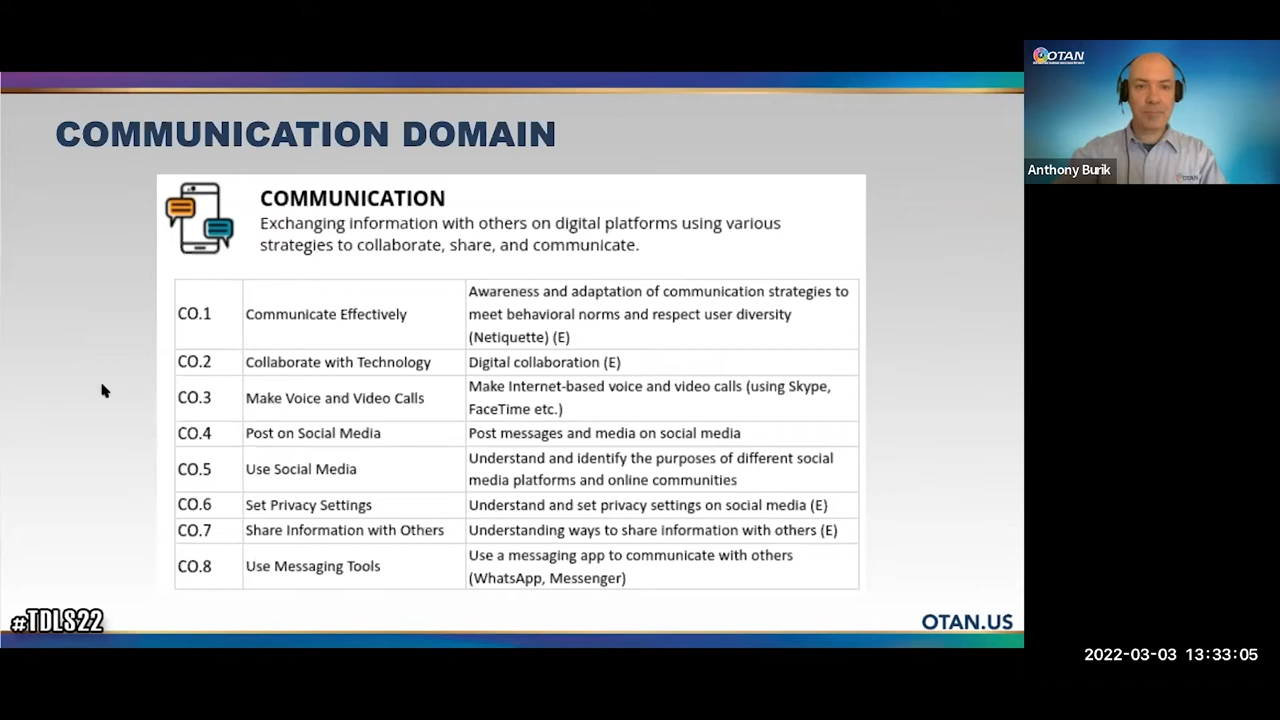 COMMUNICATION DOMAIN
COMMUNICATION
Exchanging information with others on digital platforms using various
strategies to collaborate, share, and communicate.
CO.1 Communicate Effectively Awareness and adaptation of communication strategies to
meet behavioral norms and respect user diversity
(Netiquette) (E)
CO.2 Collaborate with Technology Digital collaboration (E)
CO.3 Make Voice and Video Calls Make Internet-based voice and video calls (using Skype,
FaceTime etc.)
CO.4 Post on Social Media Post messages and media on social media
CO.5 Use Social Media Understand and identify the purposes of different social
media platforms and online communities
CO.6 Set Privacy Settings Understand and set privacy settings on social media (E)
CO.7 Share Information with Others Understanding ways to share information with others (E)
CO.8 Use Messaging Tools Use a messaging app to communicate with others
(WhatsApp, Messenger)
#TDLS22
OTAN.US
OTAN
Anthony Burik
OTAN
2022-03-03 13:33:05